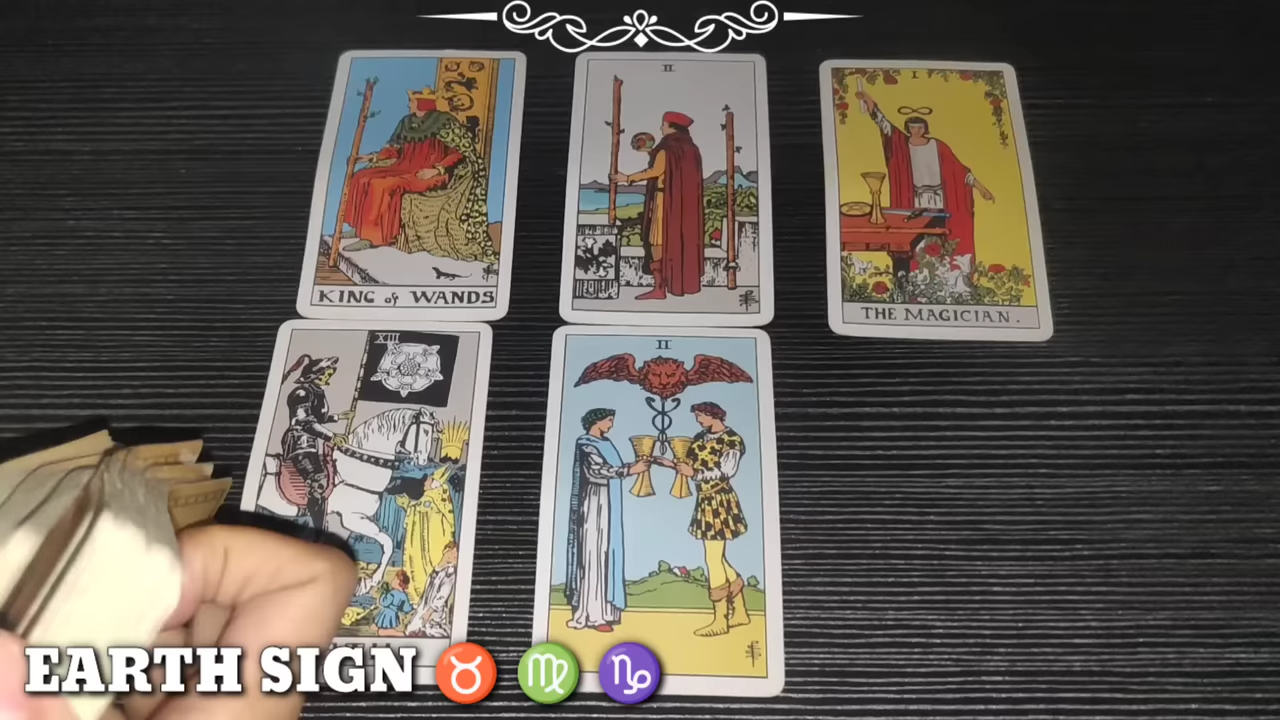 II
I
KING of WANDS
THE MAGICIAN.
XIII
II
EARTH SIGN ♉ ♍ ♑